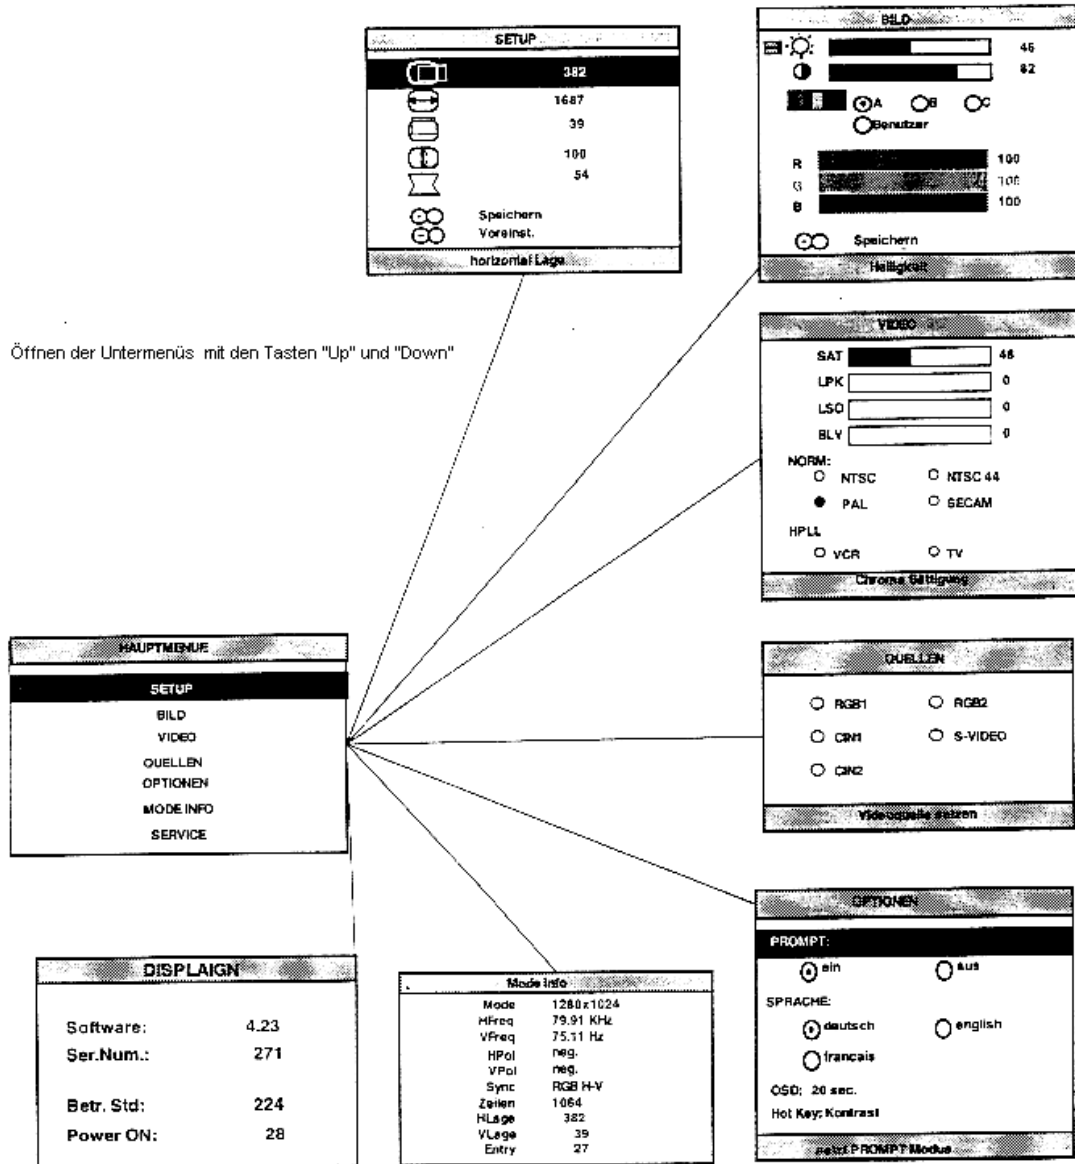 SETUP
382
1687
39
100
54
Speichern
Voreinst.
horizontal Lage
BILD
46
82
A B C
Benutzer
R 100
G 100
B 100
Speichern
Helligkeit
Öffnen der Untermenüs mit den Tasten "Up" und "Down"
VIDEO
SAT 46
LPK 0
LSO 0
BLV 0
NORM:
NTSC NTSC 44
PAL SECAM
HPLL
VCR TV
Chroma Sättigung
HAUPTMENUE
SETUP
BILD
VIDEO
QUELLEN
OPTIONEN
MODE INFO
SERVICE
QUELLEN
RGB1 RGB2
CIN1 S-VIDEO
CIN2
Videoquelle setzen
OPTIONEN
PROMPT:
ein aus
SPRACHE:
deutsch english
francais
OSD: 20 sec.
Hot Key: Kontrast
setzt PROMPT Modus
DISPLAIGN
Software: 4.23
Ser.Num.: 271
Betr. Std: 224
Power ON: 28
Mode Info
Mode 1280x1024
HFreq 79.91 KHz
VFreq 75.11 Hz
HPol neg.
VPol neg.
Sync RGB H-V
Zeilen 1064
HLage 382
VLage 39
Entry 27